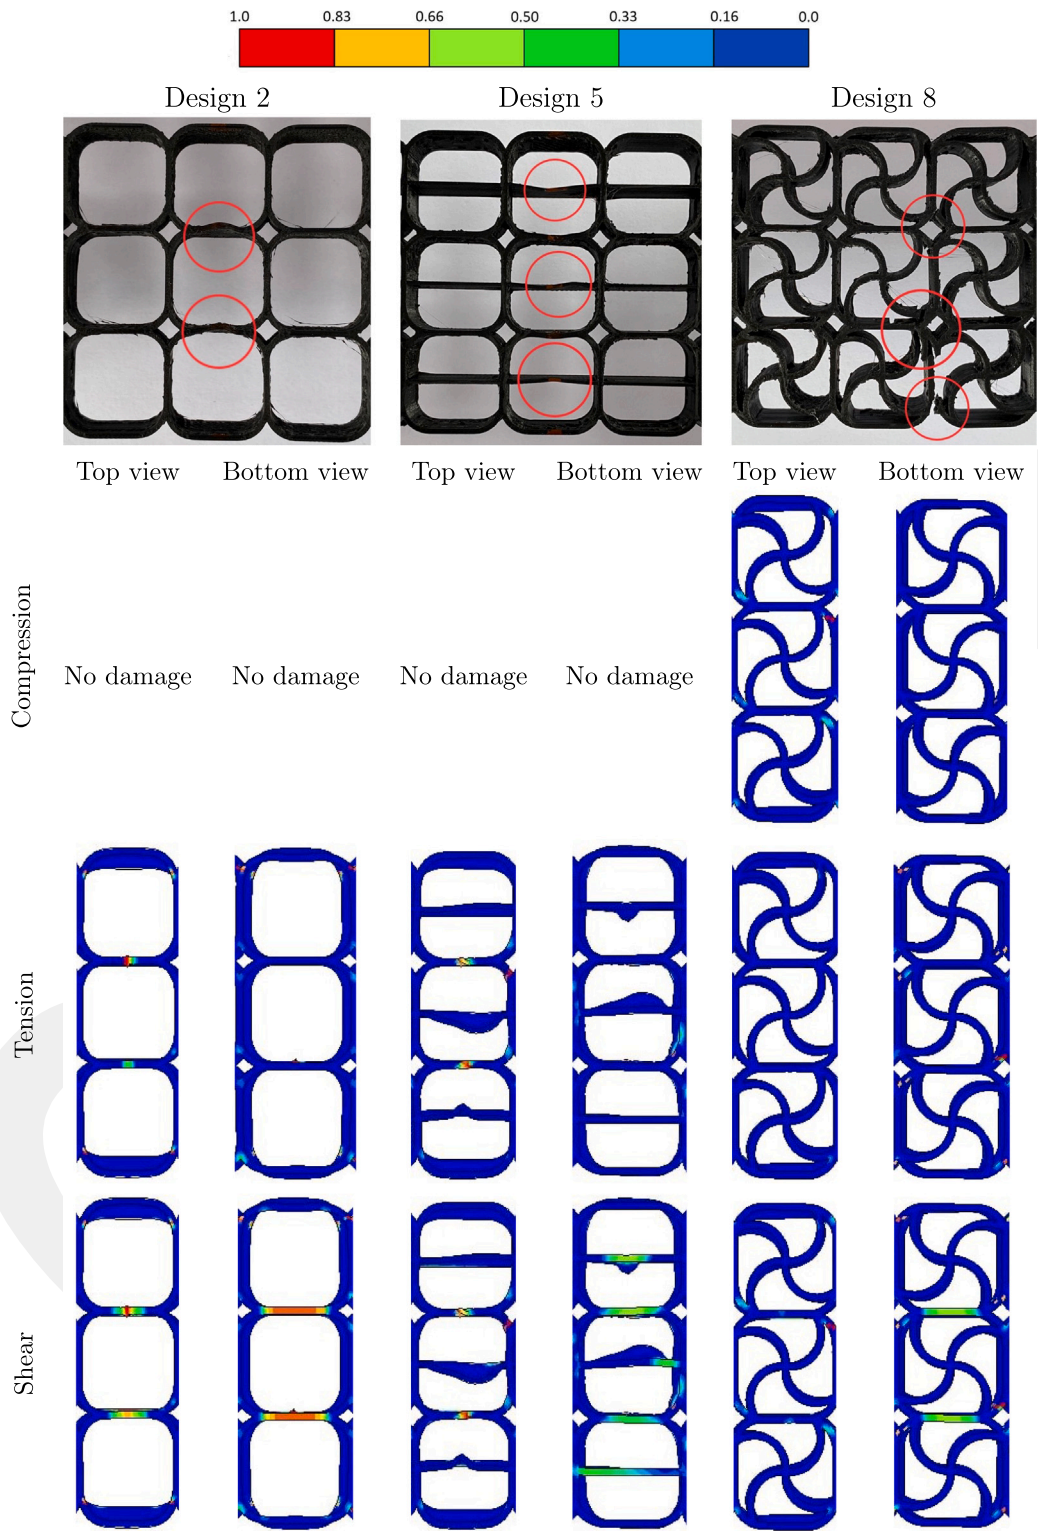 1.0 0.83 0.66 0.50 0.33 0.16 0.0
Design 2 Design 5 Design 8
Top view Bottom view Top view Bottom view Top view Bottom view
Compression
No damage No damage No damage No damage
Tension
Shear